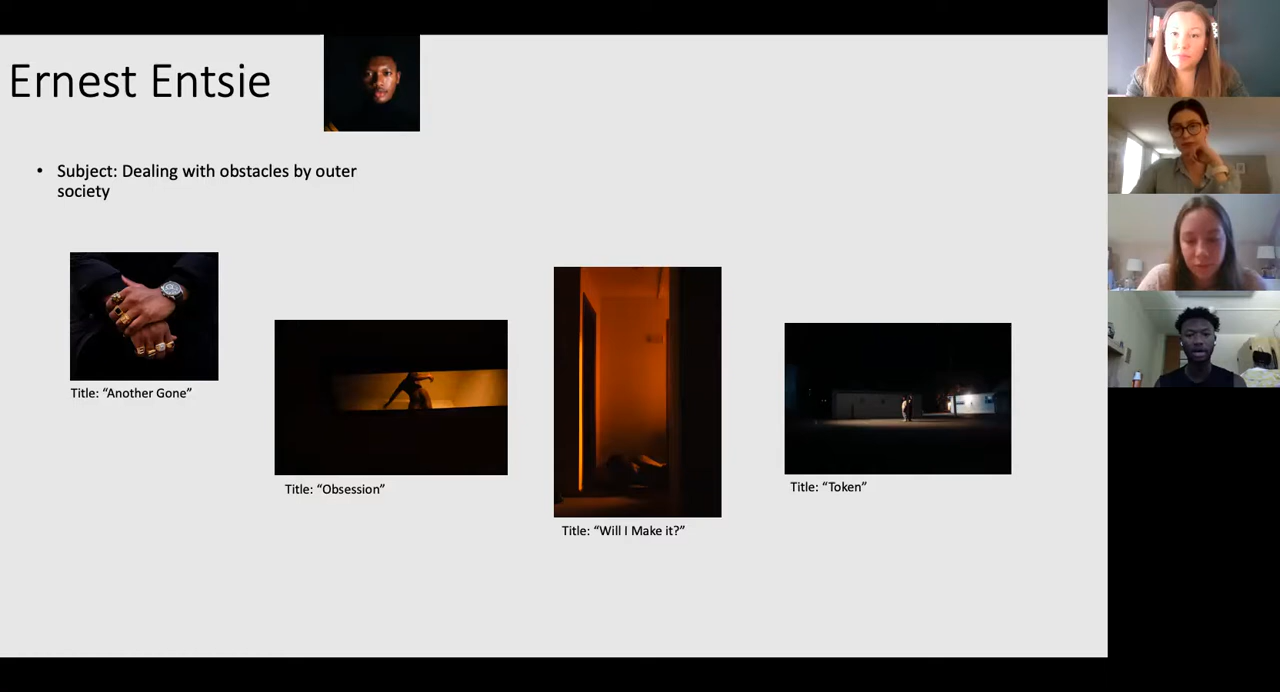 Ernest Entsie
• Subject: Dealing with obstacles by outer
society
Title: “Another Gone”
Title: “Obsession”
Title: “Will I Make it?”
Title: “Token”